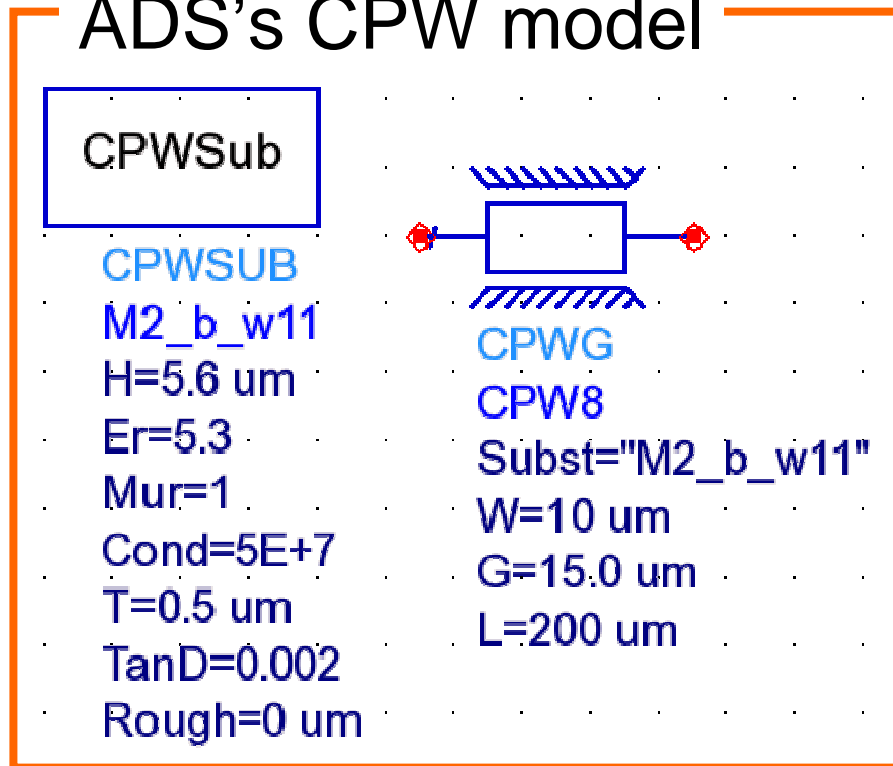 ADS's CPW model
CPWSub
CPWSUB
M2_b_w11
H=5.6 um
Er=5.3
Mur=1
Cond=5E+7
T=0.5 um
TanD=0.002
Rough=0 um
CPWG
CPW8
Subst="M2_b_w11"
W=10 um
G=15.0 um
L=200 um